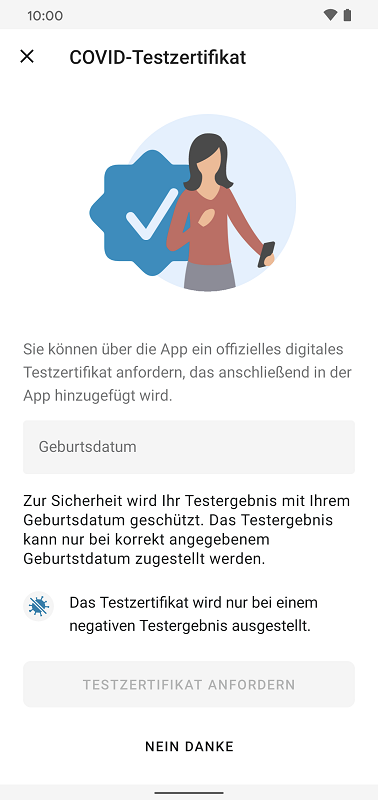 10:00
COVID-Testzertifikat
Sie können über die App ein offizielles digitales
Testzertifikat anfordern, das anschließend in der
App hinzugefügt wird.
Geburtsdatum
Zur Sicherheit wird Ihr Testergebnis mit Ihrem
Geburtsdatum geschützt. Das Testergebnis
kann nur bei korrekt angegebenem
Geburtstdatum zugestellt werden.
Das Testzertifikat wird nur bei einem
negativen Testergebnis ausgestellt.
TESTZERTIFIKAT ANFORDERN
NEIN DANKE